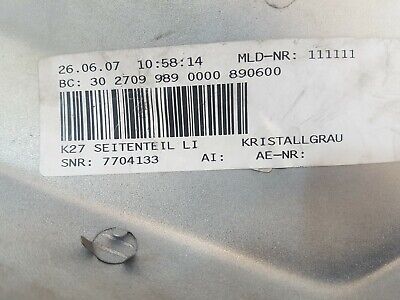 26.06.07 10:58:14 MLD-NR: 111111
BC: 30 2709 989 0000 890600
K27 SEITENTEIL LI KRISTALLGRAU
SNR: 7704133 AI: AE-NR: